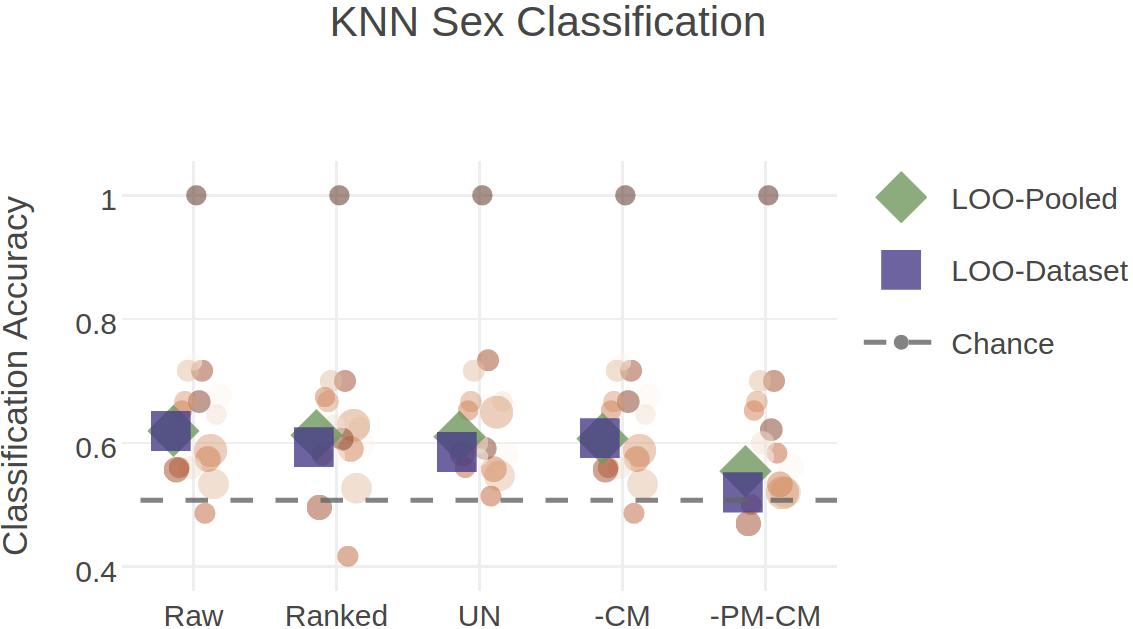 KNN Sex Classification
Classification Accuracy
1
0.8
0.6
0.4
Raw
Ranked
UN
-CM
-PM-CM
LOO-Pooled
LOO-Dataset
Chance